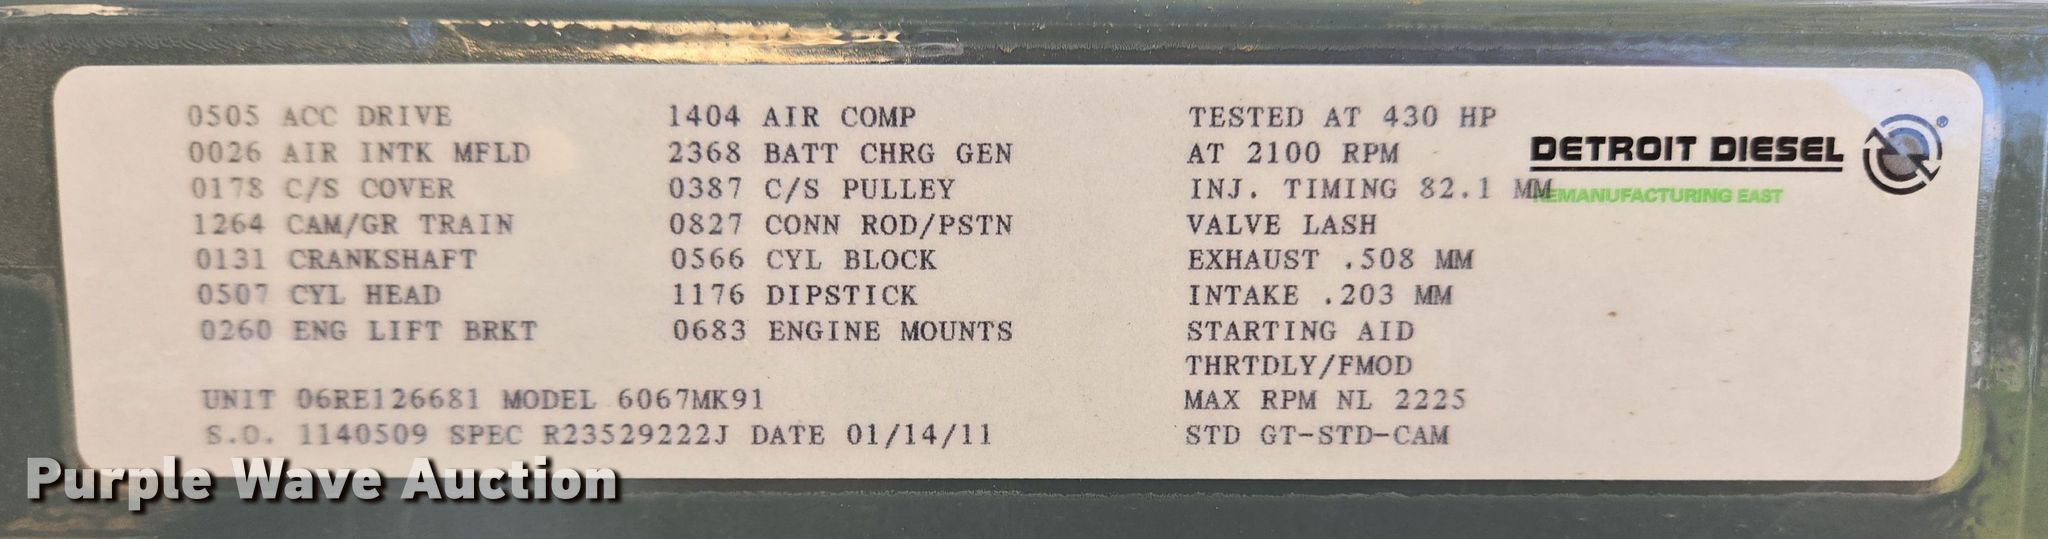 0505 ACC DRIVE
0026 AIR INTK MFLD
0178 C/S COVER
1264 CAM/GR TRAIN
0131 CRANKSHAFT
0507 CYL HEAD
0260 ENG LIFT BRKT
1404 AIR COMP
2368 BATT CHRG GEN
0387 C/S PULLEY
0827 CONN ROD/PSTN
0566 CYL BLOCK
1176 DIPSTICK
0683 ENGINE MOUNTS
UNIT 06RE126681 MODEL 6067MK91
S.O. 1140509 SPEC R23529222J DATE 01/14/11
TESTED AT 430 HP
AT 2100 RPM
INJ. TIMING 82.1 MM
VALVE LASH
EXHAUST .508 MM
INTAKE .203 MM
STARTING AID
THRTDLY/FMOD
MAX RPM NL 2225
STD GT-STD-CAM
DETROIT DIESEL ®
REMANUFACTURING EAST
Purple Wave Auction